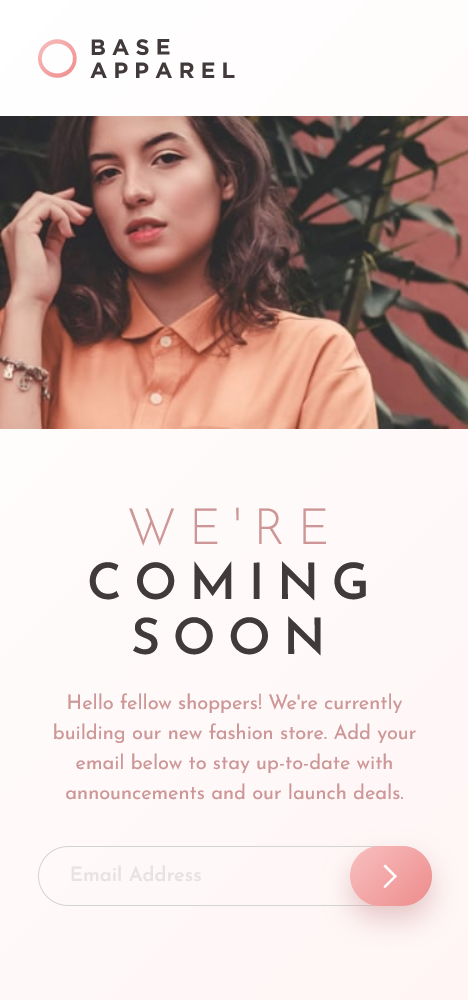 BASE
APPAREL
WE'RE
COMING
SOON
Hello fellow shoppers! We're currently
building our new fashion store. Add your
email below to stay up-to-date with
announcements and our launch deals.
Email Address